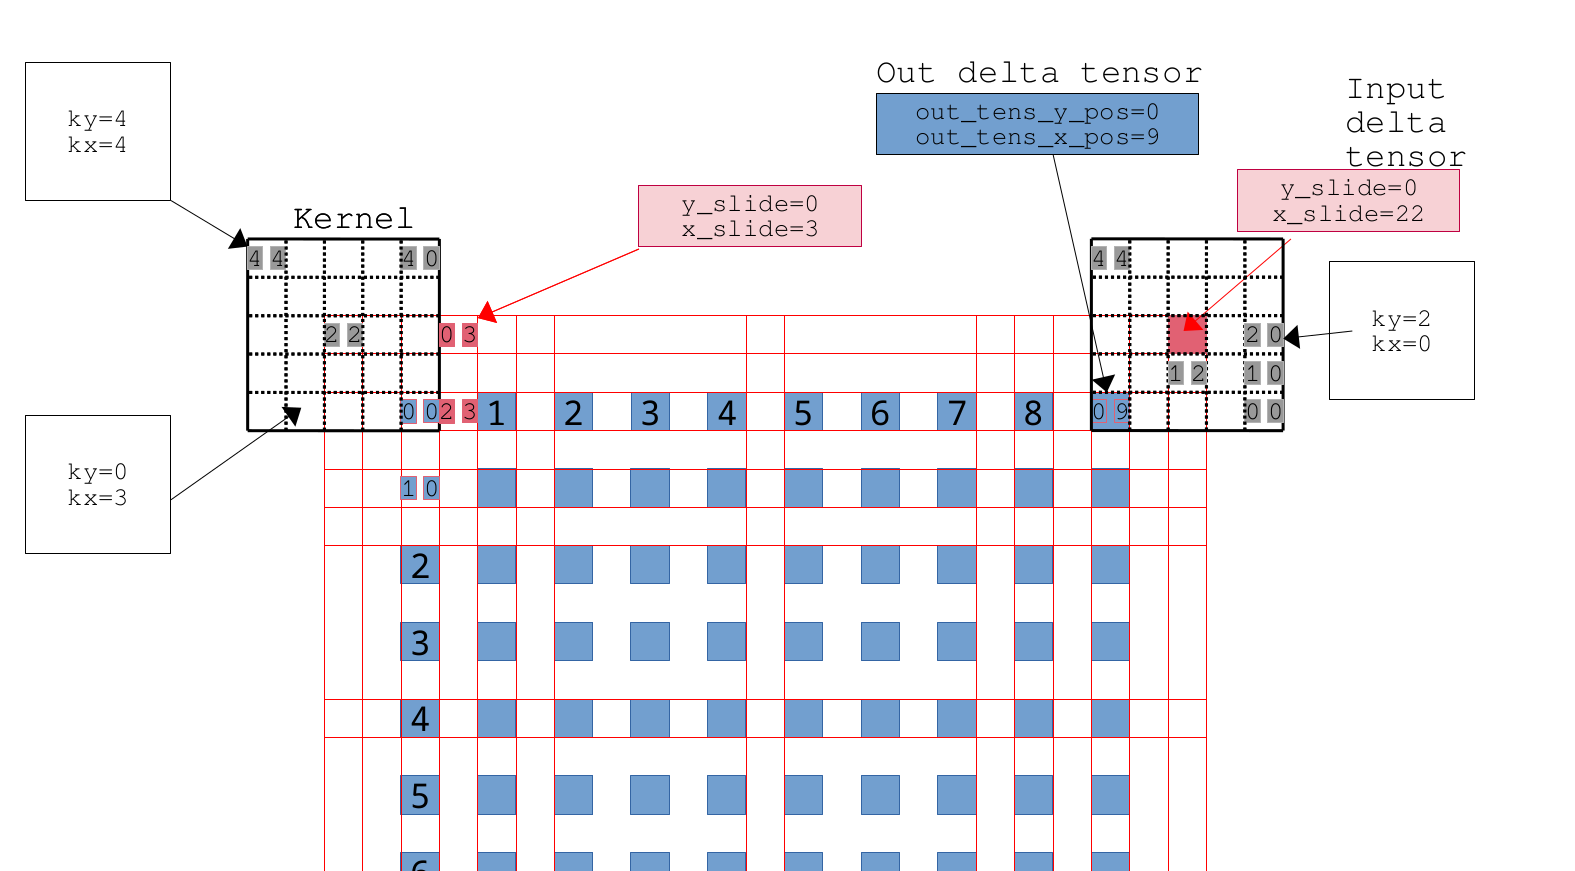 Out delta tensor
Input
delta
tensor
out_tens_y_pos=0
out_tens_x_pos=9
ky=4
kx=4
y_slide=0
x_slide=22
y_slide=0
x_slide=3
Kernel
4 4
4 0
4 4
2 2
0 3
2 0
ky=2
kx=0
1 2
1 0
0 0
2 3
1
2
3
4
5
6
7
8
0 9
0 0
ky=0
kx=3
1 0
2
3
4
5
6